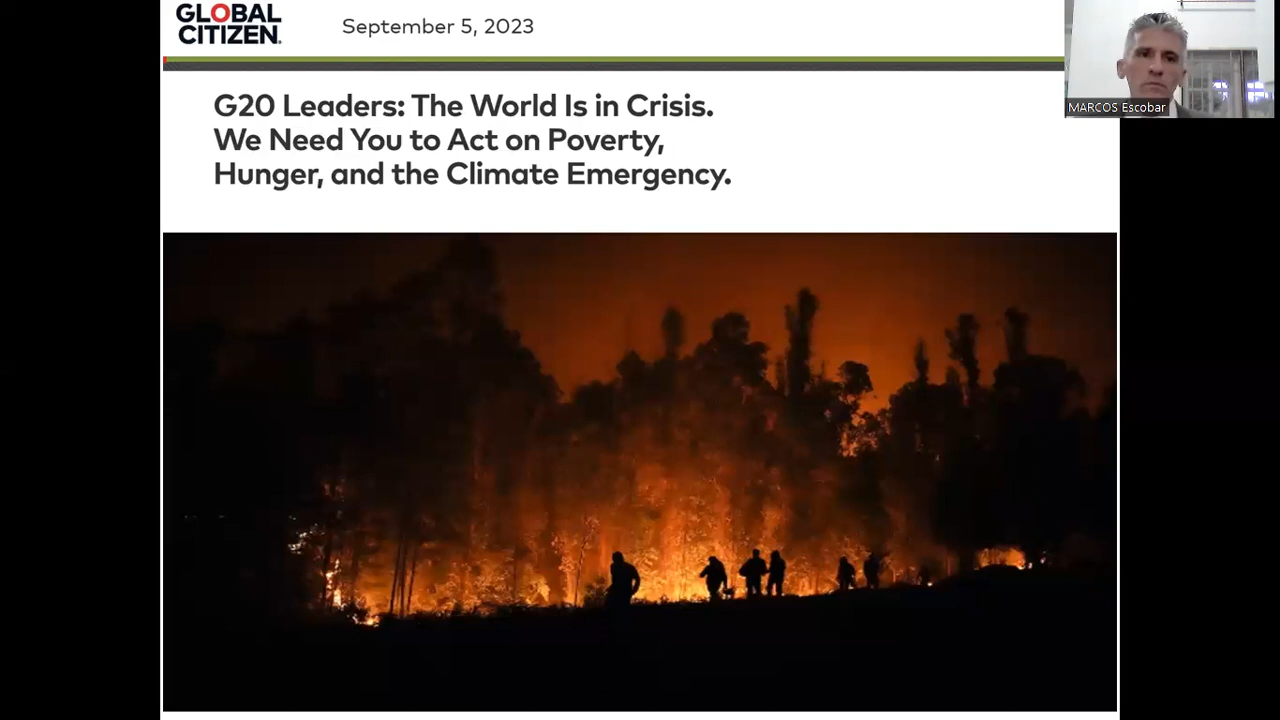 GLOBAL
CITIZEN.
September 5, 2023
G20 Leaders: The World Is in Crisis.
We Need You to Act on Poverty,
Hunger, and the Climate Emergency.
MARCOS Escobar